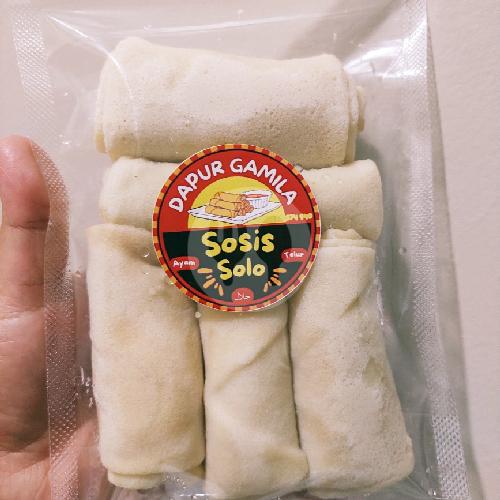 DAPUR GAMILA
Sosis
Solo
Ayam
Telur
حلال